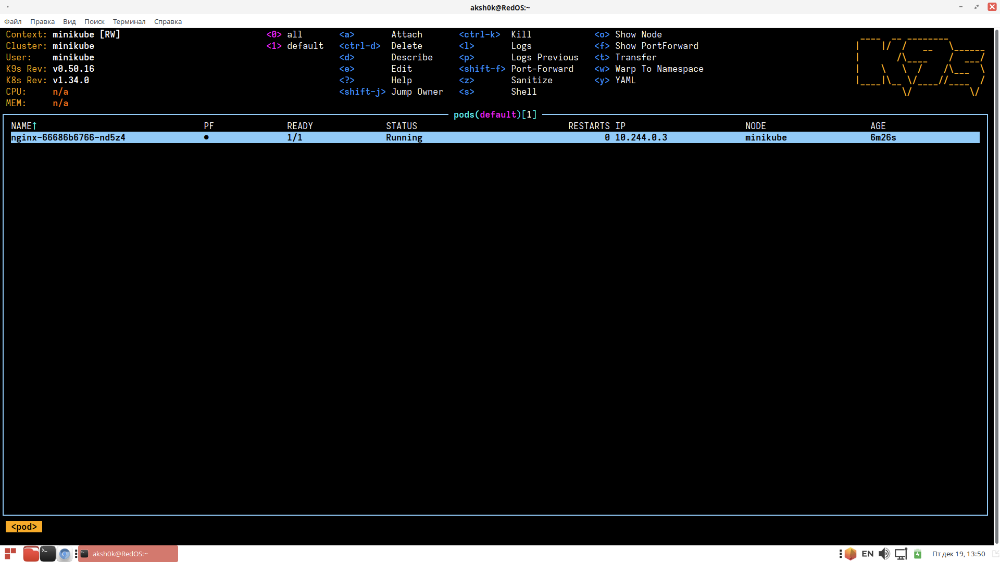 aksh0k@RedOS:~
Файл Правка Вид Поиск Терминал Справка
Context: minikube [RW] <0> all <a> Attach <ctrl-k> Kill <o> Show Node
Cluster: minikube <1> default <ctrl-d> Delete <l> Logs <f> Show PortForward
User: minikube <d> Describe <p> Logs Previous <t> Transfer
K9s Rev: v0.50.16 <e> Edit <shift-f> Port-Forward <w> Warp To Namespace
K8s Rev: v1.34.0 <?> Help <z> Sanitize <y> YAML
CPU: n/a <shift-j> Jump Owner <s> Shell
MEM: n/a
pods(default)[1]
NAME↑ PF READY STATUS RESTARTS IP NODE AGE
nginx-66686b6766-nd5z4 ● 1/1 Running 0 10.244.0.3 minikube 6m26s
<pod>
aksh0k@RedOS:~ EN Пт дек 19, 13:50